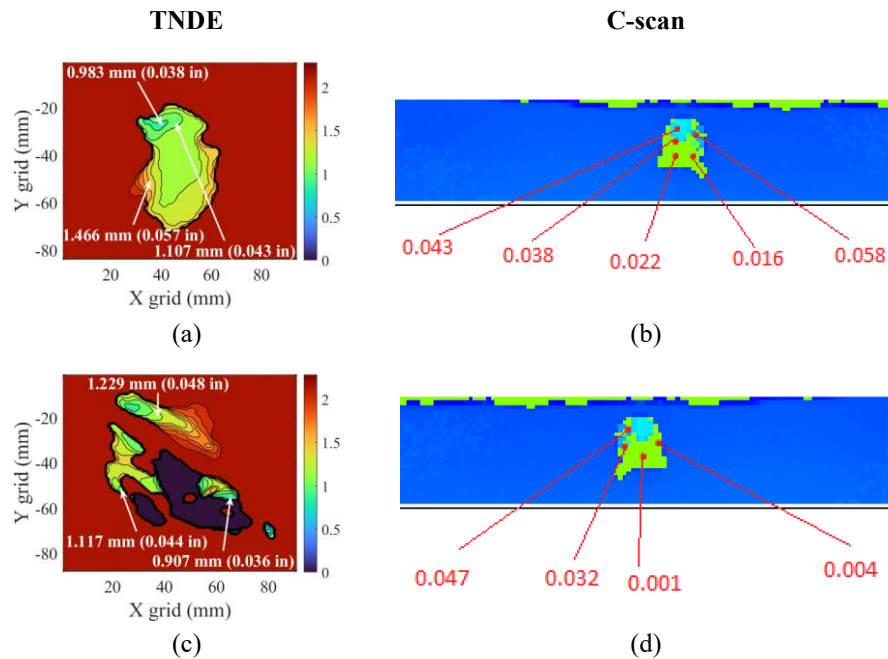 TNDE
C-scan
0.983 mm (0.038 in)
1.466 mm (0.057 in)
1.107 mm (0.043 in)
Y grid (mm)
-20
-40
-60
-80
20
40
60
80
X grid (mm)
2
1.5
1
0.5
0
(a)
0.043
0.038
0.022
0.016
0.058
(b)
1.229 mm (0.048 in)
1.117 mm (0.044 in)
0.907 mm (0.036 in)
Y grid (mm)
-20
-40
-60
-80
20
40
60
80
X grid (mm)
2
1.5
1
0.5
0
(c)
0.047
0.032
0.001
0.004
(d)